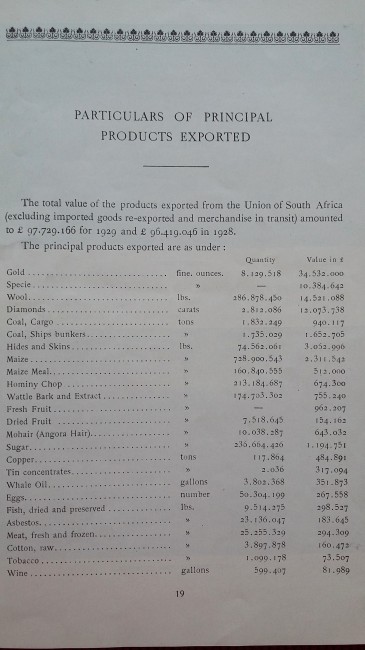 PARTICULARS OF PRINCIPAL
PRODUCTS EXPORTED
The total value of the products exported from the Union of South Africa
(excluding imported goods re-exported and merchandise in transit) amounted
to £ 97.729.166 for 1929 and £ 96.419.046 in 1928.
The principal products exported are as under :
Quantity Value in £
Gold .......... fine. ounces. 8.129.518 34.532.000
Specie .......... » — 10.384.642
Wool .......... lbs. 286.878.450 14.521.088
Diamonds .......... carats 2.812.086 12.073.738
Coal, Cargo .......... tons 1.832.249 940.117
Coal, Ships bunkers .......... » 1.735.029 1.652.705
Hides and Skins .......... lbs. 74.562.061 3.052.996
Maize .......... » 728.900.543 2.311.542
Maize Meal .......... » 160.840.555 512.000
Hominy Chop .......... » 213.184.687 674.300
Wattle Bark and Extract .......... » 174.703.302 755.240
Fresh Fruit .......... » — 962.207
Dried Fruit .......... » 7.518.645 154.162
Mohair (Angora Hair) .......... » 10.038.287 643.032
Sugar .......... » 236.664.426 1.194.751
Copper .......... tons 117.864 484.891
Tin concentrates .......... » 2.036 317.094
Whale Oil .......... gallons 3.802.368 351.873
Eggs .......... number 50.304.199 267.558
Fish, dried and preserved .......... lbs. 9.514.275 298.527
Asbestos .......... » 23.136.047 183.645
Meat, fresh and frozen .......... » 25.255.329 294.309
Cotton, raw .......... » 3.897.878 160.472
Tobacco .......... » 1.099.178 73.507
Wine .......... gallons 599.407 81.989
19